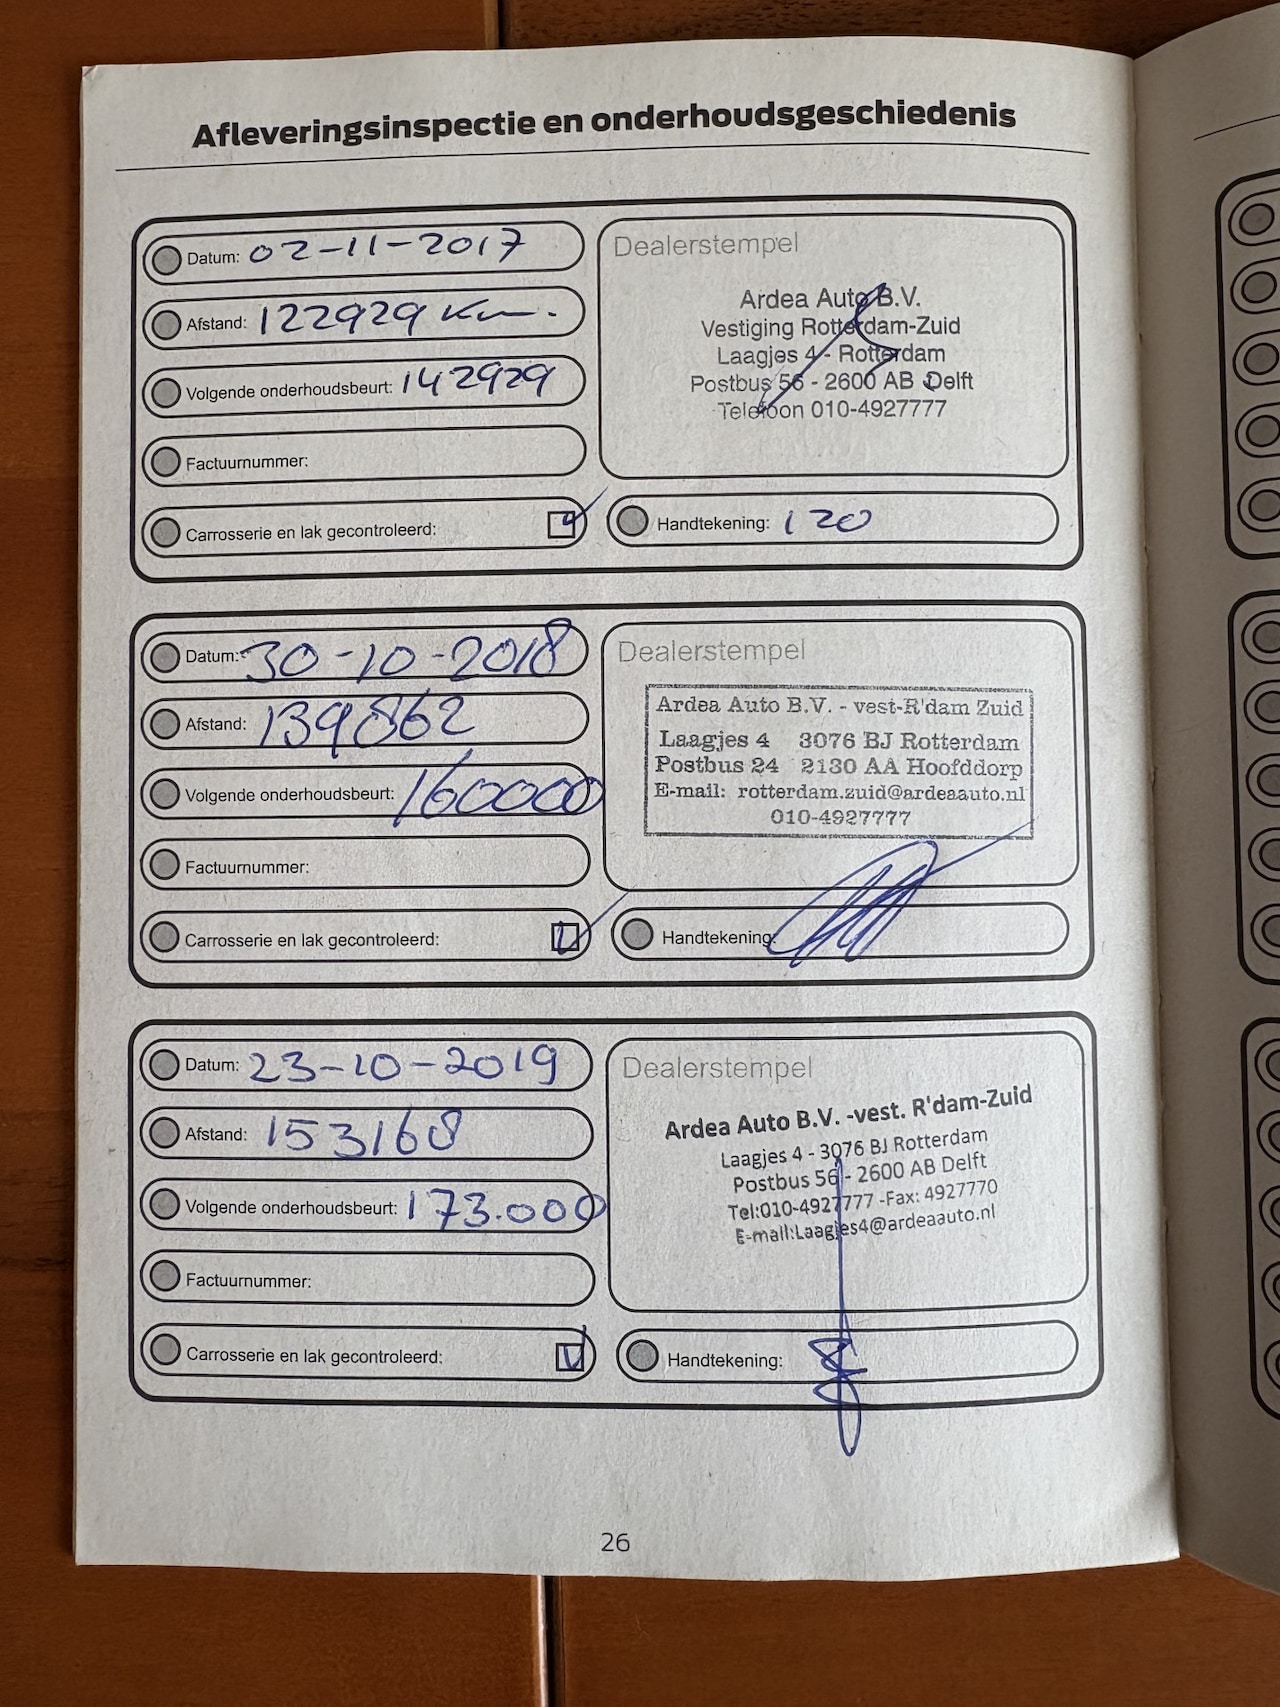 Afleveringsinspectie en onderhoudsgeschiedenis
Datum: 02-11-2017
Afstand: 122929 Km.
Volgende onderhoudsbeurt: 142929
Factuurnummer:
Carrosserie en lak gecontroleerd:
Dealerstempel
Ardea Auto B.V.
Vestiging Rotterdam-Zuid
Laagjes 4 - Rotterdam
Postbus 56 - 2600 AB Delft
Telefoon 010-4927777
Handtekening: 120
Datum: 30-10-2018
Afstand: 139862
Volgende onderhoudsbeurt: 160000
Factuurnummer:
Carrosserie en lak gecontroleerd:
Dealerstempel
Ardea Auto B.V. - vest-R'dam Zuid
Laagjes 4 3076 BJ Rotterdam
Postbus 24 2130 AA Hoofddorp
E-mail: rotterdam.zuid@ardeaauto.nl
010-4927777
Handtekening:
Datum: 23-10-2019
Afstand: 153168
Volgende onderhoudsbeurt: 173.000
Factuurnummer:
Carrosserie en lak gecontroleerd:
Dealerstempel
Ardea Auto B.V. -vest. R'dam-Zuid
Laagjes 4 - 3076 BJ Rotterdam
Postbus 56 - 2600 AB Delft
Tel:010-4927777 -Fax: 4927770
E-mail:Laagjes4@ardeaauto.nl
Handtekening:
26